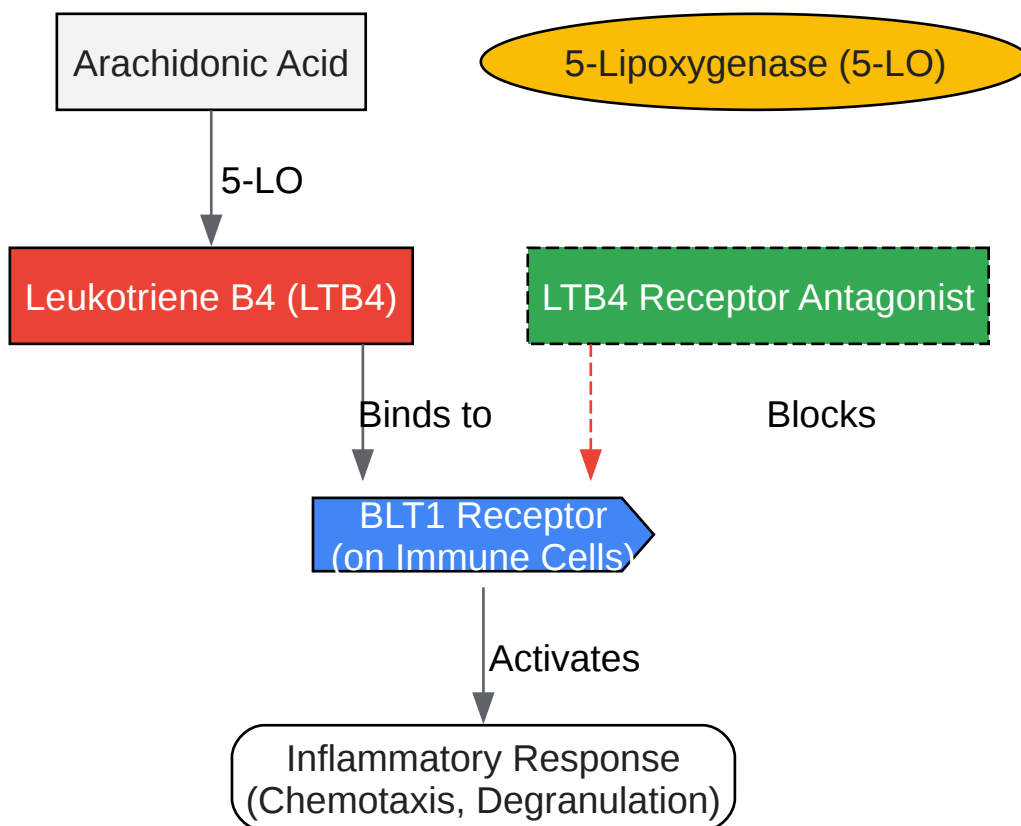 Arachidonic Acid
5-Lipoxygenase (5-LO)
5-LO
Leukotriene B4 (LTB4)
LTB4 Receptor Antagonist
Binds to
Blocks
BLT1 Receptor
(on Immune Cells)
Activates
Inflammatory Response
(Chemotaxis, Degranulation)